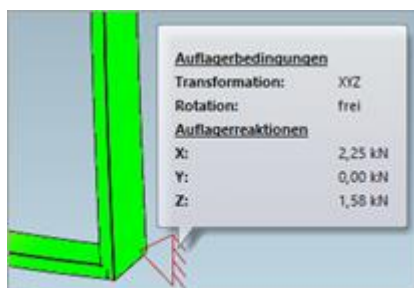 Auflagerbedingungen
Transformation: XYZ
Rotation: frei
Auflagerreaktionen
X: 2,25 kN
Y: 0,00 kN
Z: 1,58 kN